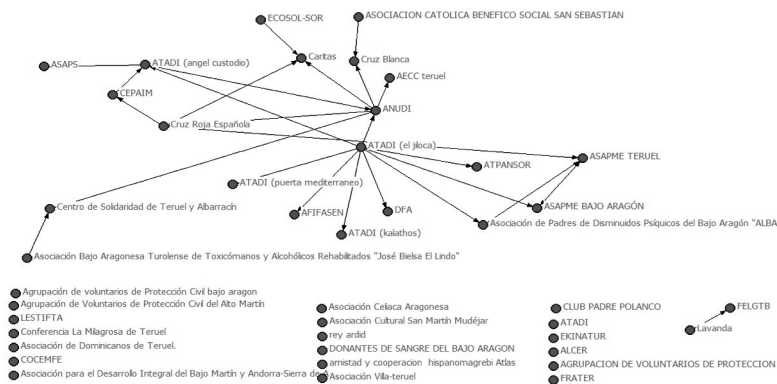 ECOSOL-SOR
ASOCIACION CATOLICA BENEFICO SOCIAL SAN SEBASTIAN
ASAPS
ATADI (angel custodio)
Caritas
Cruz Blanca
AECC teruel
CEPAIM
ANUDI
Cruz Roja Española
ATADI (el jiloca)
ATPANSOR
ASAPME TERUEL
ATADI (puerta mediterraneo)
Centro de Solidaridad de Teruel y Albarracín
AFIFASEN
DFA
ASAPME BAJO ARAGÓN
ATADI (kalathos)
Asociación de Padres de Disminuidos Psíquicos del Bajo Aragón "ALBA
Asociación Bajo Aragonesa Turolense de Toxicómanos y Alcohólicos Rehabilitados "José Bielsa El Lindo"
Agrupación de voluntarios de Protección Civil bajo aragon
Agrupación de Voluntarios de Protección Civil del Alto Martín
LESTIFTA
Conferencia La Milagrosa de Teruel
Asociación de Dominicanos de Teruel.
COCEMFE
Asociación para el Desarrollo Integral del Bajo Martín y Andorra-Sierra de
Asociación Celiaca Aragonesa
Asociación Cultural San Martín Mudéjar
rey ardid
DONANTES DE SANGRE DEL BAJO ARAGON
amistad y cooperacion hispanomagrebi Atlas
Asociación Vila-teruel
CLUB PADRE POLANCO
ATADI
EKINATUR
ALCER
AGRUPACION DE VOLUNTARIOS DE PROTECCION
FRATER
FELGTB
Lavanda